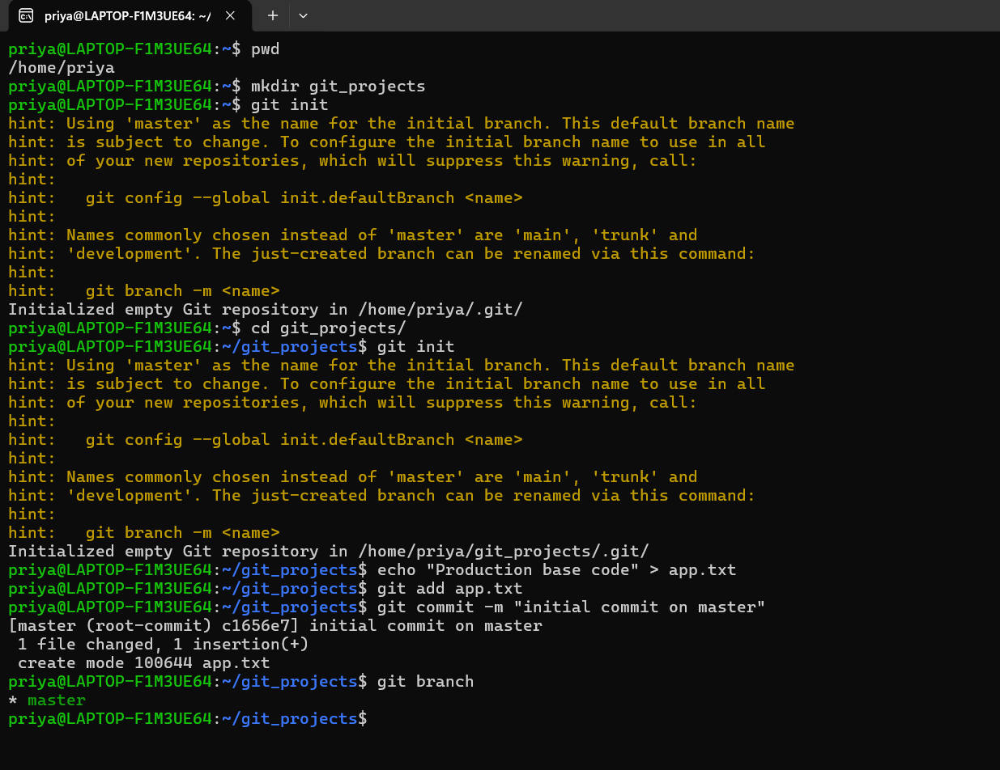 priya@LAPTOP-F1M3UE64: ~/
priya@LAPTOP-F1M3UE64:~$ pwd
/home/priya
priya@LAPTOP-F1M3UE64:~$ mkdir git_projects
priya@LAPTOP-F1M3UE64:~$ git init
hint: Using 'master' as the name for the initial branch. This default branch name
hint: is subject to change. To configure the initial branch name to use in all
hint: of your new repositories, which will suppress this warning, call:
hint:
hint:   git config --global init.defaultBranch <name>
hint:
hint: Names commonly chosen instead of 'master' are 'main', 'trunk' and
hint: 'development'. The just-created branch can be renamed via this command:
hint:
hint:   git branch -m <name>
Initialized empty Git repository in /home/priya/.git/
priya@LAPTOP-F1M3UE64:~$ cd git_projects/
priya@LAPTOP-F1M3UE64:~/git_projects$ git init
hint: Using 'master' as the name for the initial branch. This default branch name
hint: is subject to change. To configure the initial branch name to use in all
hint: of your new repositories, which will suppress this warning, call:
hint:
hint:   git config --global init.defaultBranch <name>
hint:
hint: Names commonly chosen instead of 'master' are 'main', 'trunk' and
hint: 'development'. The just-created branch can be renamed via this command:
hint:
hint:   git branch -m <name>
Initialized empty Git repository in /home/priya/git_projects/.git/
priya@LAPTOP-F1M3UE64:~/git_projects$ echo "Production base code" > app.txt
priya@LAPTOP-F1M3UE64:~/git_projects$ git add app.txt
priya@LAPTOP-F1M3UE64:~/git_projects$ git commit -m "initial commit on master"
[master (root-commit) c1656e7] initial commit on master
 1 file changed, 1 insertion(+)
 create mode 100644 app.txt
priya@LAPTOP-F1M3UE64:~/git_projects$ git branch
* master
priya@LAPTOP-F1M3UE64:~/git_projects$